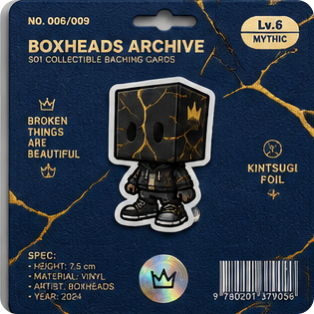 NO. 006/009
Lv.6
MYTHIC
BOXHEADS ARCHIVE
S01 COLLECTIBLE BACHING CARDS
BROKEN
THINGS
ARE
BEAUTIFUL
KINTSUGI
FOIL
SPEC:
- HEIGHT: 7.5 cm
- MATERIAL: VINYL
- ARTIST: BOXHEADS
- YEAR: 2024
9 780201 379056